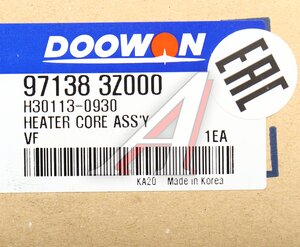 DOOWON
EAC
97138 3Z000
H30113-0930
HEATER CORE ASS'Y
VF 1EA
KA20 Made in Korea